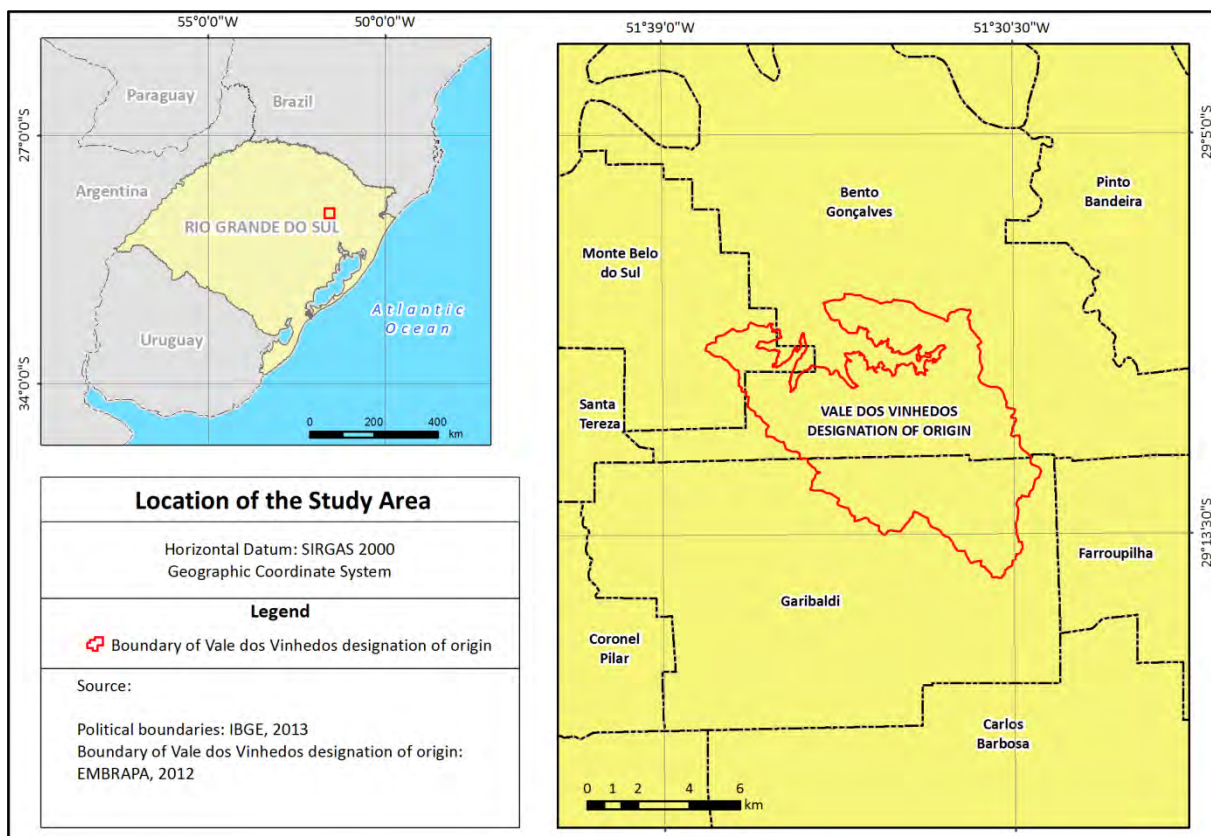 55°0'0"W
50°0'0"W
27°0'0"W
34°0'0"W
Paraguay
Brazil
Argentina
RIO GRANDE DO SUL
Uruguay
Atlantic
Ocean
0
200
400
km
Location of the Study Area
Horizontal Datum: SIRGAS 2000
Geographic Coordinate System
Legend
Boundary of Vale dos Vinhedos designation of origin
Source:
Political boundaries: IBGE, 2013
Boundary of Vale dos Vinhedos designation of origin:
EMBRAPA, 2012
51°39'0"W
51°30'30"W
29°5'0"W
29°13'30"W
Bento
Gonçalves
Pinto
Bandeira
Monte Belo
do Sul
Santa
Tereza
VALE DOS VINHEDOS
DESIGNATION OF ORIGIN
Farroupilha
Garibaldi
Coronel
Pilar
Carlos
Barbosa
0 1 2 4 6
km